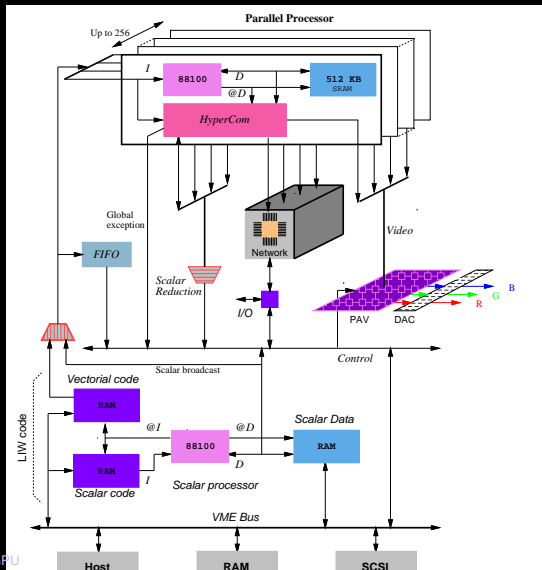 Parallel Processor
Up to 256
I
88100
D
@D
512 KB
SRAM
HyperCom
Global
exception
FIFO
Scalar
Reduction
Network
I/O
Video
PAV
DAC
R
G
B
Control
Scalar broadcast
LIW code
Vectorial code
RAM
@I
88100
@D
D
Scalar Data
RAM
RAM
Scalar code
I
Scalar processor
VME Bus
PU
Host
RAM
SCSI